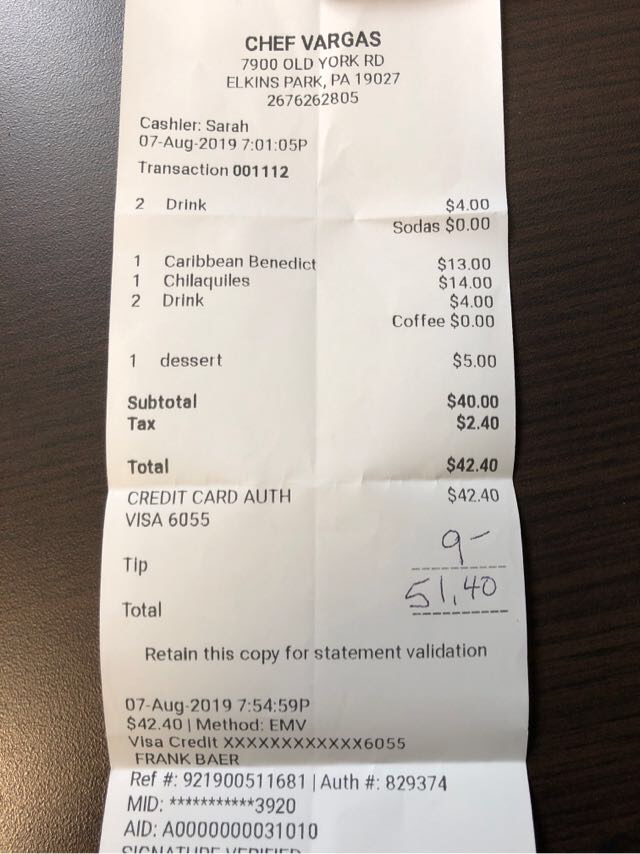 CHEF VARGAS
7900 OLD YORK RD
ELKINS PARK, PA 19027
2676262805
Cashier: Sarah
07-Aug-2019 7:01:05P
Transaction 001112
2 Drink $4.00
Sodas $0.00
1 Caribbean Benedict $13.00
1 Chilaquiles $14.00
2 Drink $4.00
Coffee $0.00
1 dessert $5.00
Subtotal $40.00
Tax $2.40
Total $42.40
CREDIT CARD AUTH $42.40
VISA 6055
Tip 9-
Total 51,40
Retain this copy for statement validation
07-Aug-2019 7:54:59P
$42.40 | Method: EMV
Visa Credit XXXXXXXXXXXX6055
FRANK BAER
Ref #: 921900511681 | Auth #: 829374
MID: ***********3920
AID: A0000000031010
SIGNATURE VERIFIED